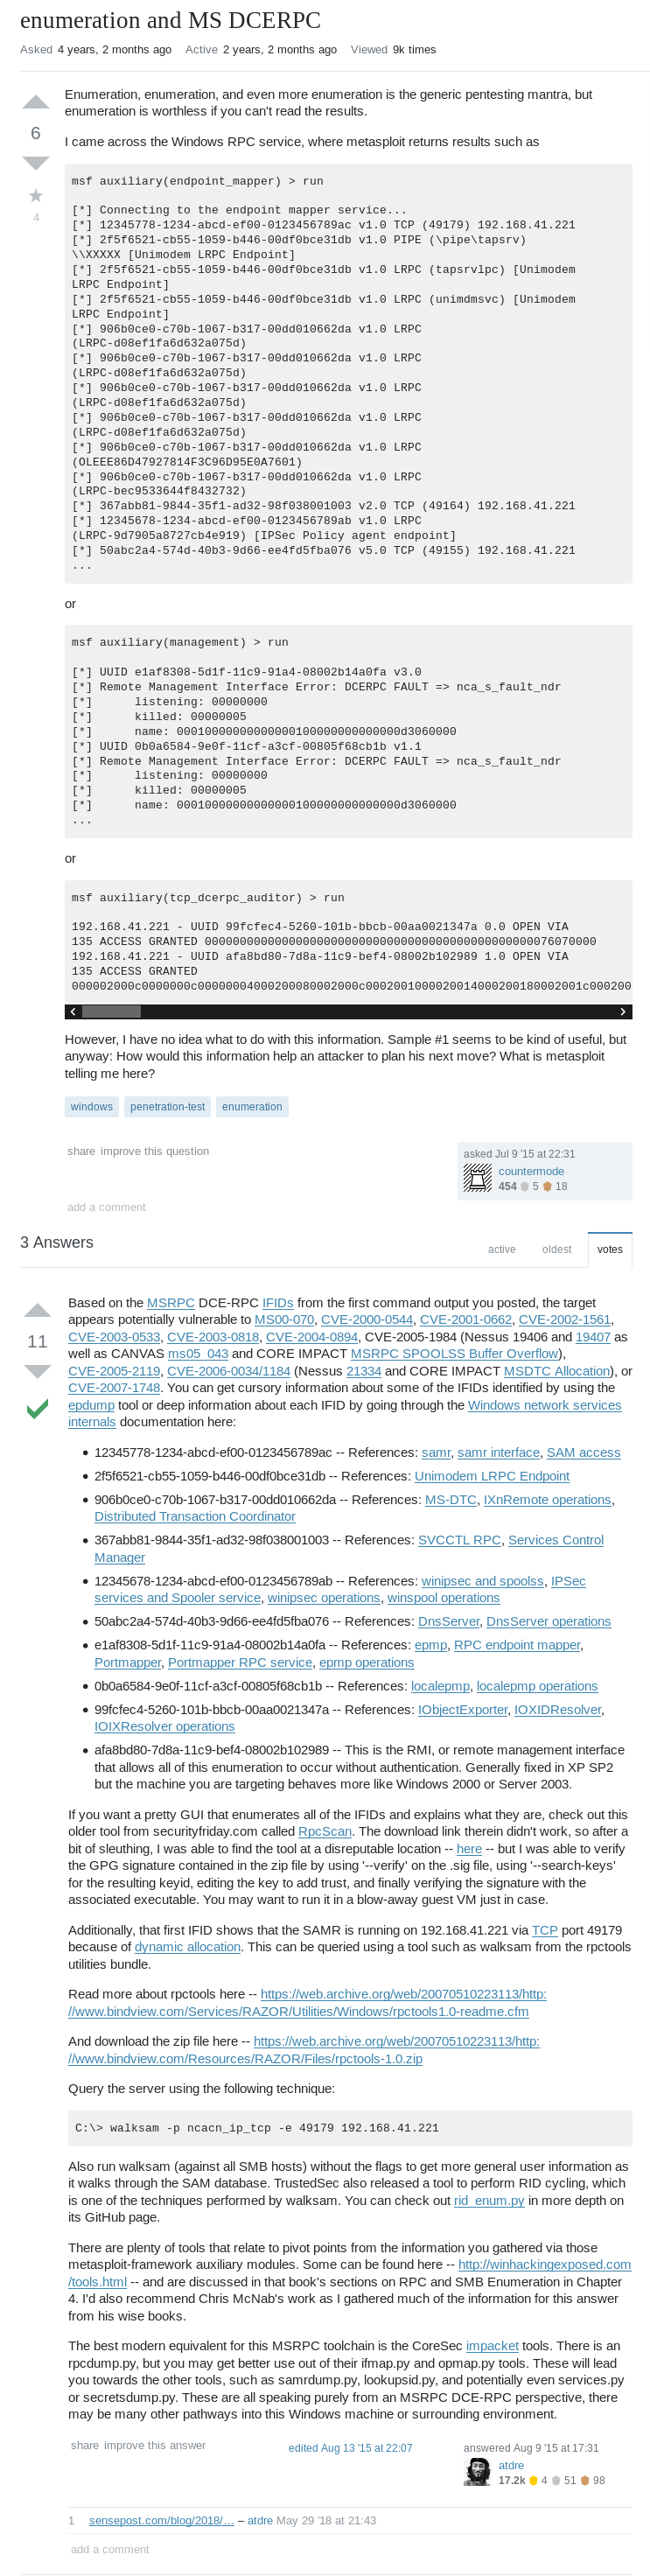 enumeration and MS DCERPC
Asked 4 years, 2 months ago Active 2 years, 2 months ago Viewed 9k times
Enumeration, enumeration, and even more enumeration is the generic pentesting mantra, but
enumeration is worthless if you can't read the results.
6
I came across the Windows RPC service, where metasploit returns results such as
4
msf auxiliary(endpoint_mapper) > run
[*] Connecting to the endpoint mapper service...
[*] 12345778-1234-abcd-ef00-0123456789ac v1.0 TCP (49179) 192.168.41.221
[*] 2f5f6521-cb55-1059-b446-00df0bce31db v1.0 PIPE (\pipe\tapsrv)
\\XXXXX [Unimodem LRPC Endpoint]
[*] 2f5f6521-cb55-1059-b446-00df0bce31db v1.0 LRPC (tapsrvlpc) [Unimodem
LRPC Endpoint]
[*] 2f5f6521-cb55-1059-b446-00df0bce31db v1.0 LRPC (unimdmsvc) [Unimodem
LRPC Endpoint]
[*] 906b0ce0-c70b-1067-b317-00dd010662da v1.0 LRPC
(LRPC-d08ef1fa6d632a075d)
[*] 906b0ce0-c70b-1067-b317-00dd010662da v1.0 LRPC
(LRPC-d08ef1fa6d632a075d)
[*] 906b0ce0-c70b-1067-b317-00dd010662da v1.0 LRPC
(LRPC-d08ef1fa6d632a075d)
[*] 906b0ce0-c70b-1067-b317-00dd010662da v1.0 LRPC
(LRPC-d08ef1fa6d632a075d)
[*] 906b0ce0-c70b-1067-b317-00dd010662da v1.0 LRPC
(OLEEE86D47927814F3C96D95E0A7601)
[*] 906b0ce0-c70b-1067-b317-00dd010662da v1.0 LRPC
(LRPC-bec9533644f8432732)
[*] 367abb81-9844-35f1-ad32-98f038001003 v2.0 TCP (49164) 192.168.41.221
[*] 12345678-1234-abcd-ef00-0123456789ab v1.0 LRPC
(LRPC-9d7905a8727cb4e919) [IPSec Policy agent endpoint]
[*] 50abc2a4-574d-40b3-9d66-ee4fd5fba076 v5.0 TCP (49155) 192.168.41.221
...
or
msf auxiliary(management) > run
[*] UUID e1af8308-5d1f-11c9-91a4-08002b14a0fa v3.0
[*] Remote Management Interface Error: DCERPC FAULT => nca_s_fault_ndr
[*] listening: 00000000
[*] killed: 00000005
[*] name: 00010000000000000100000000000000d3060000
[*] UUID 0b0a6584-9e0f-11cf-a3cf-00805f68cb1b v1.1
[*] Remote Management Interface Error: DCERPC FAULT => nca_s_fault_ndr
[*] listening: 00000000
[*] killed: 00000005
[*] name: 00010000000000000100000000000000d3060000
...
or
msf auxiliary(tcp_dcerpc_auditor) > run
192.168.41.221 - UUID 99fcfec4-5260-101b-bbcb-00aa0021347a 0.0 OPEN VIA
135 ACCESS GRANTED 000000000000000000000000000000000000000000000000076070000
192.168.41.221 - UUID afa8bd80-7d8a-11c9-bef4-08002b102989 1.0 OPEN VIA
135 ACCESS GRANTED
000002000c0000000c00000004000200080002000c0002001000020014000200180002001c000200
However, I have no idea what to do with this information. Sample #1 seems to be kind of useful, but
anyway: How would this information help an attacker to plan his next move? What is metasploit
telling me here?
windows penetration-test enumeration
share improve this question
asked Jul 9 '15 at 22:31
countermode
454 5 18
add a comment
3 Answers
active oldest votes
Based on the MSRPC DCE-RPC IFIDs from the first command output you posted, the target
appears potentially vulnerable to MS00-070, CVE-2000-0544, CVE-2001-0662, CVE-2002-1561,
11
CVE-2003-0533, CVE-2003-0818, CVE-2004-0894, CVE-2005-1984 (Nessus 19406 and 19407 as
well as CANVAS ms05_043 and CORE IMPACT MSRPC SPOOLSS Buffer Overflow),
CVE-2005-2119, CVE-2006-0034/1184 (Nessus 21334 and CORE IMPACT MSDTC Allocation), or
CVE-2007-1748. You can get cursory information about some of the IFIDs identified by using the
epdump tool or deep information about each IFID by going through the Windows network services
internals documentation here:
• 12345778-1234-abcd-ef00-0123456789ac -- References: samr, samr interface, SAM access
• 2f5f6521-cb55-1059-b446-00df0bce31db -- References: Unimodem LRPC Endpoint
• 906b0ce0-c70b-1067-b317-00dd010662da -- References: MS-DTC, IXnRemote operations,
Distributed Transaction Coordinator
• 367abb81-9844-35f1-ad32-98f038001003 -- References: SVCCTL RPC, Services Control
Manager
• 12345678-1234-abcd-ef00-0123456789ab -- References: winipsec and spoolss, IPSec
services and Spooler service, winipsec operations, winspool operations
• 50abc2a4-574d-40b3-9d66-ee4fd5fba076 -- References: DnsServer, DnsServer operations
• e1af8308-5d1f-11c9-91a4-08002b14a0fa -- References: epmp, RPC endpoint mapper,
Portmapper, Portmapper RPC service, epmp operations
• 0b0a6584-9e0f-11cf-a3cf-00805f68cb1b -- References: localepmp, localepmp operations
• 99fcfec4-5260-101b-bbcb-00aa0021347a -- References: IObjectExporter, IOXIDResolver,
IOIXResolver operations
• afa8bd80-7d8a-11c9-bef4-08002b102989 -- This is the RMI, or remote management interface
that allows all of this enumeration to occur without authentication. Generally fixed in XP SP2
but the machine you are targeting behaves more like Windows 2000 or Server 2003.
If you want a pretty GUI that enumerates all of the IFIDs and explains what they are, check out this
older tool from securityfriday.com called RpcScan. The download link therein didn't work, so after a
bit of sleuthing, I was able to find the tool at a disreputable location -- here -- but I was able to verify
the GPG signature contained in the zip file by using '--verify' on the .sig file, using '--search-keys'
for the resulting keyid, editing the key to add trust, and finally verifying the signature with the
associated executable. You may want to run it in a blow-away guest VM just in case.
Additionally, that first IFID shows that the SAMR is running on 192.168.41.221 via TCP port 49179
because of dynamic allocation. This can be queried using a tool such as walksam from the rpctools
utilities bundle.
Read more about rpctools here -- https://web.archive.org/web/20070510223113/http:
//www.bindview.com/Services/RAZOR/Utilities/Windows/rpctools1.0-readme.cfm
And download the zip file here -- https://web.archive.org/web/20070510223113/http:
//www.bindview.com/Resources/RAZOR/Files/rpctools-1.0.zip
Query the server using the following technique:
C:\> walksam -p ncacn_ip_tcp -e 49179 192.168.41.221
Also run walksam (against all SMB hosts) without the flags to get more general user information as
it walks through the SAM database. TrustedSec also released a tool to perform RID cycling, which
is one of the techniques performed by walksam. You can check out rid_enum.py in more depth on
its GitHub page.
There are plenty of tools that relate to pivot points from the information you gathered via those
metasploit-framework auxiliary modules. Some can be found here -- http://winhackingexposed.com
/tools.html -- and are discussed in that book's sections on RPC and SMB Enumeration in Chapter
4. I'd also recommend Chris McNab's work as I gathered much of the information for this answer
from his wise books.
The best modern equivalent for this MSRPC toolchain is the CoreSec impacket tools. There is an
rpcdump.py, but you may get better use out of their ifmap.py and opmap.py tools. These will lead
you towards the other tools, such as samrdump.py, lookupsid.py, and potentially even services.py
or secretsdump.py. These are all speaking purely from an MSRPC DCE-RPC perspective, there
may be many other pathways into this Windows machine or surrounding environment.
share improve this answer
edited Aug 13 '15 at 22:07
answered Aug 9 '15 at 17:31
atdre
17.2k 4 51 98
1 sensepost.com/blog/2018/… – atdre May 29 '18 at 21:43
add a comment